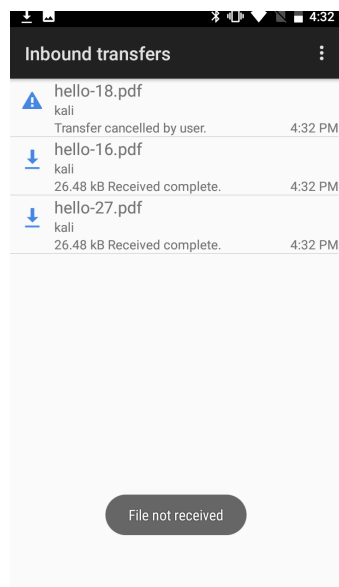 4:32
Inbound transfers
hello-18.pdf
kali
Transfer cancelled by user. 4:32 PM
hello-16.pdf
kali
26.48 kB Received complete. 4:32 PM
hello-27.pdf
kali
26.48 kB Received complete. 4:32 PM
File not received